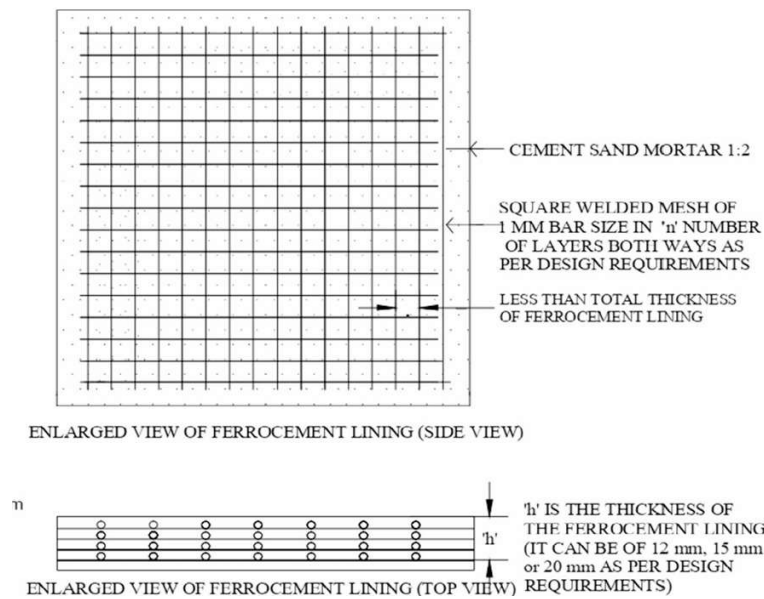 CEMENT SAND MORTAR 1:2
SQUARE WELDED MESH OF
1 MM BAR SIZE IN 'n' NUMBER
OF LAYERS BOTH WAYS AS
PER DESIGN REQUIREMENTS
LESS THAN TOTAL THICKNESS
OF FERROCEMENT LINING
ENLARGED VIEW OF FERROCEMENT LINING (SIDE VIEW)
m
'h'
'h' IS THE THICKNESS OF
THE FERROCEMENT LINING
(IT CAN BE OF 12 mm, 15 mm
or 20 mm AS PER DESIGN
REQUIREMENTS)
ENLARGED VIEW OF FERROCEMENT LINING (TOP VIEW)